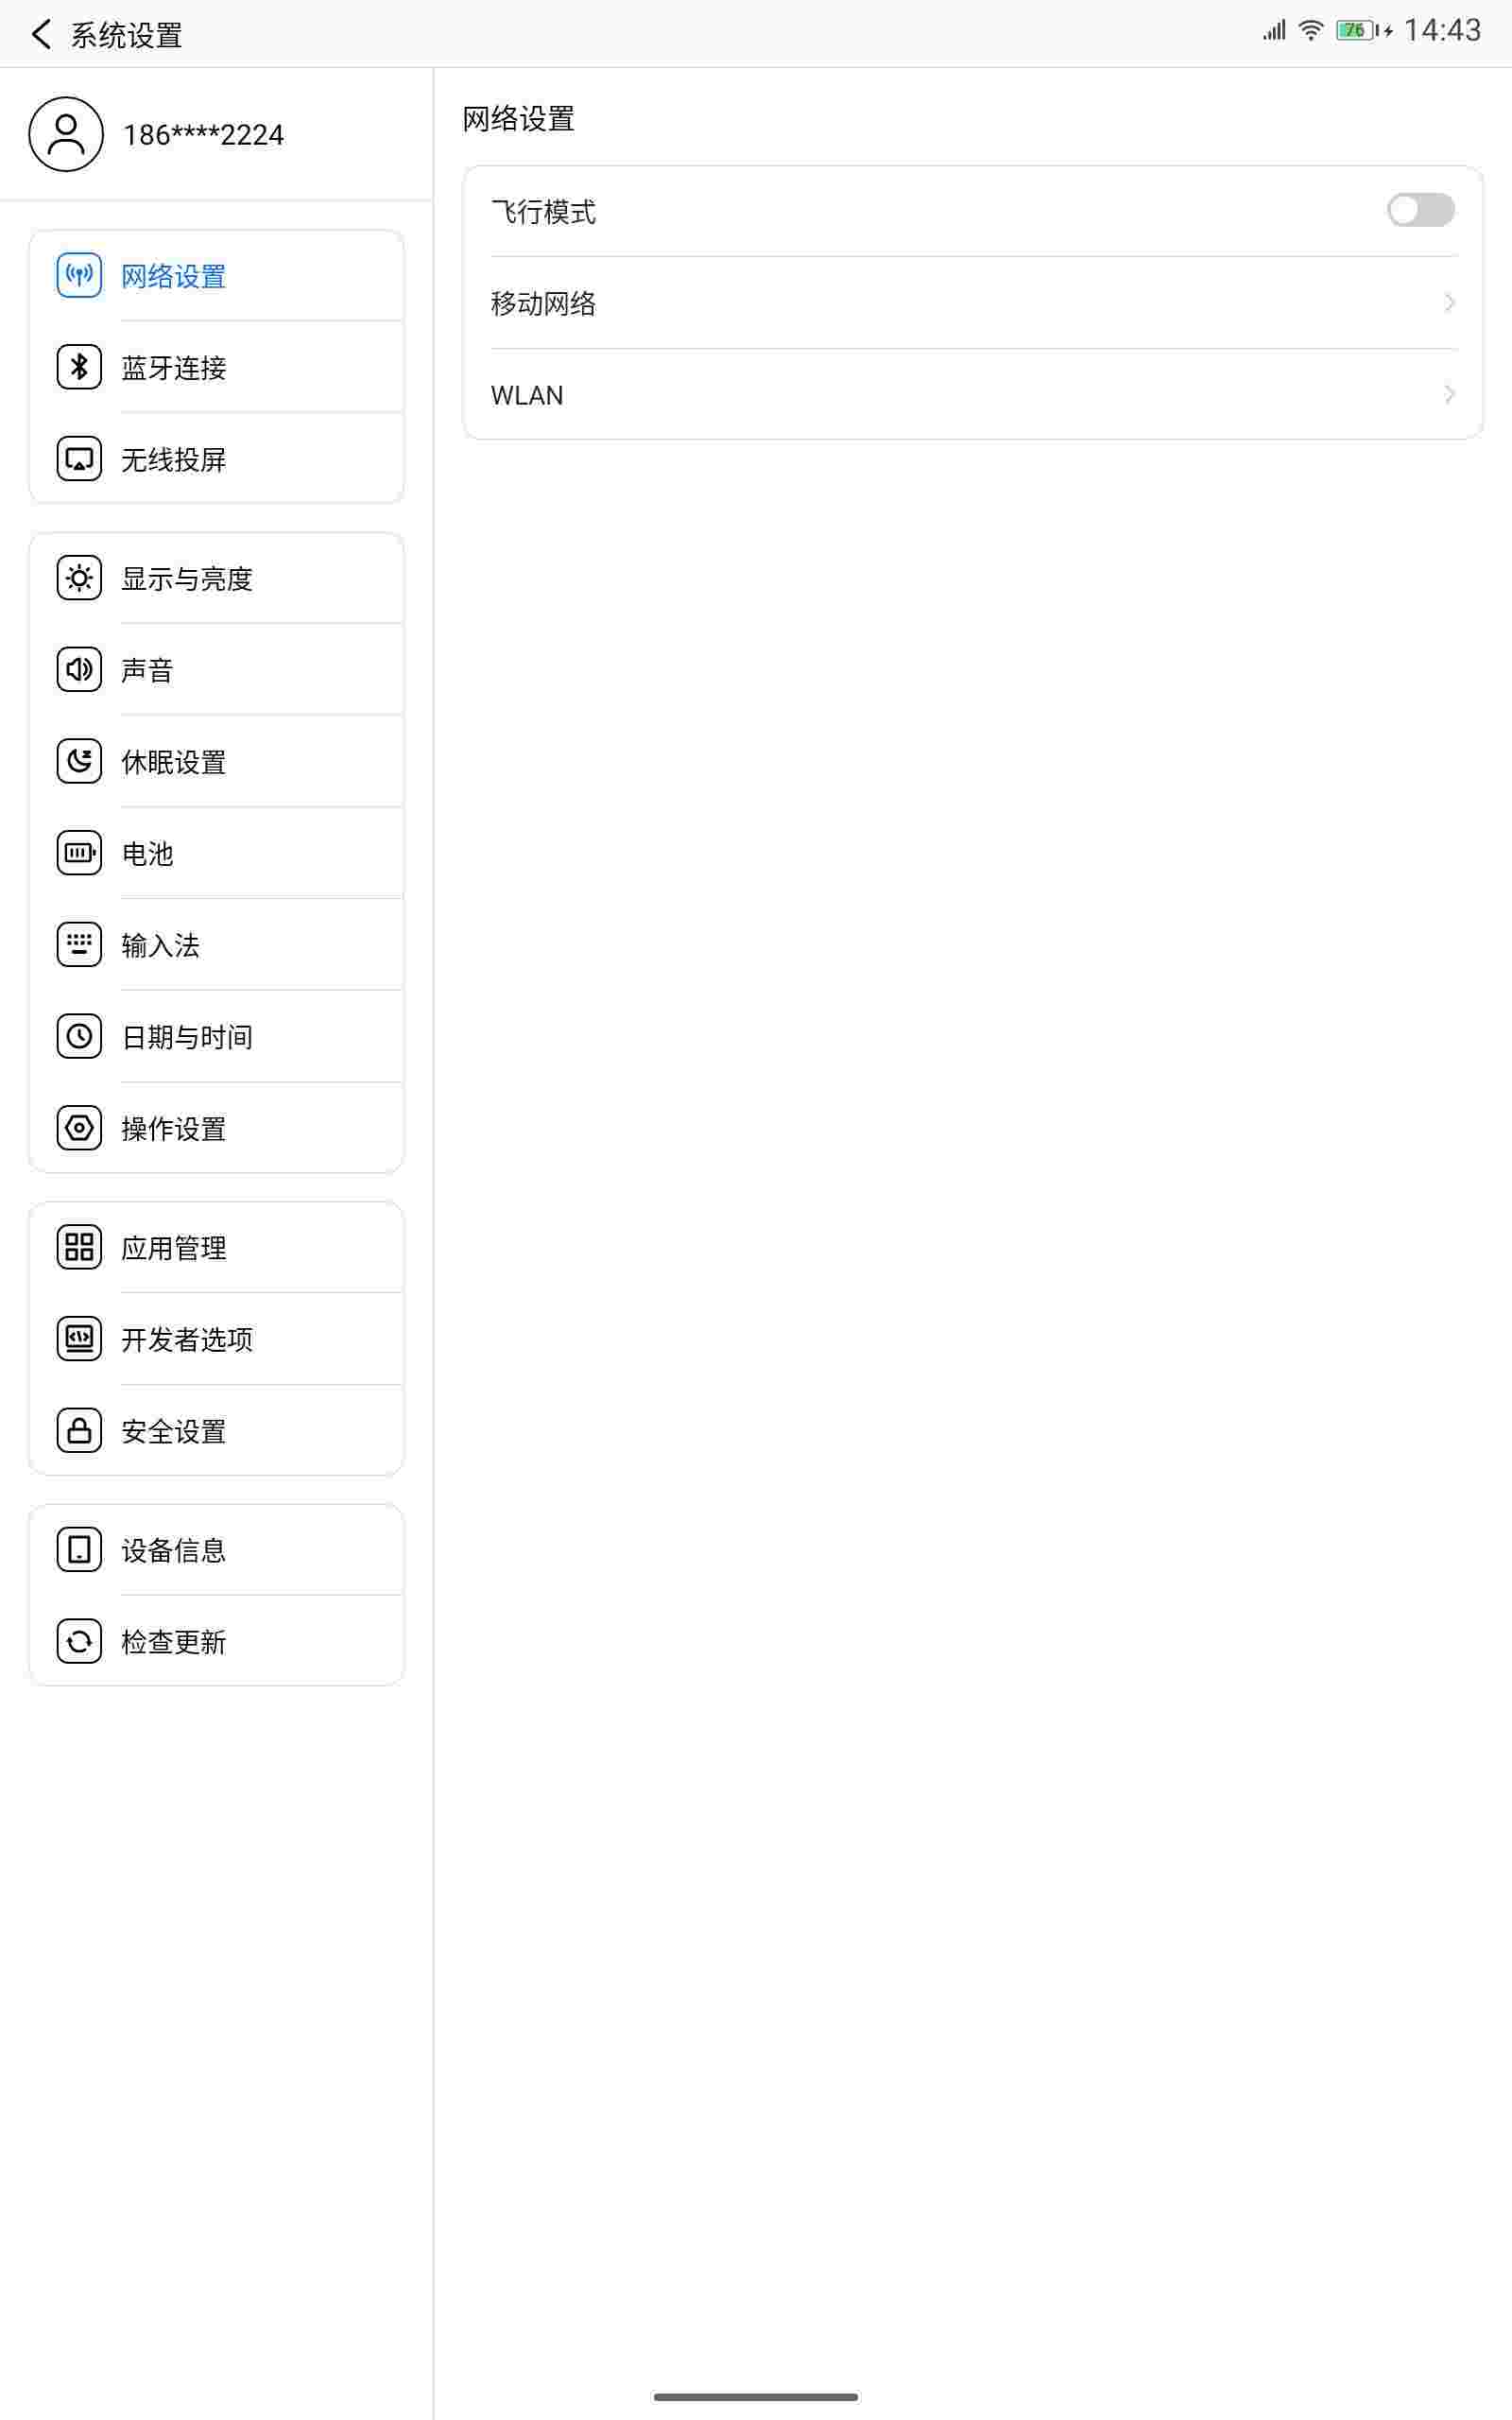 系统设置
76
14:43
186****2224
网络设置
蓝牙连接
无线投屏
显示与亮度
声音
休眠设置
电池
输入法
日期与时间
操作设置
应用管理
开发者选项
安全设置
设备信息
检查更新
网络设置
飞行模式
移动网络
WLAN